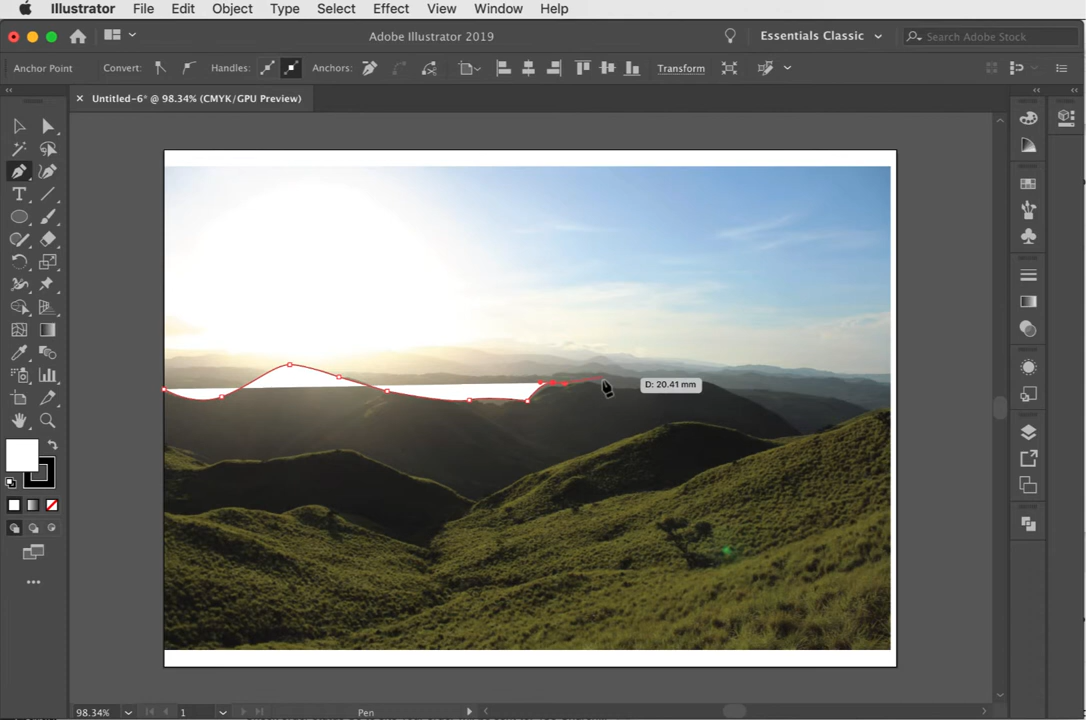 Illustrator File Edit Object Type Select Effect View Window Help
Adobe Illustrator 2019
Essentials Classic
Search Adobe Stock
Anchor Point Convert: Handles: Anchors: Transform
Untitled-6* @ 98.34% (CMYK/GPU Preview)
T
D: 20.41 mm
98.34% 1 Pen